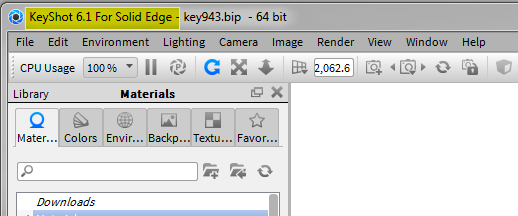 KeyShot 6.1 For Solid Edge - key943.bip - 64 bit
File Edit Environment Lighting Camera Image Render View Window Help
CPU Usage 100 % 2,062.6
Library Materials
Mater... Colors Envir... Backp... Textu... Favor...
Downloads